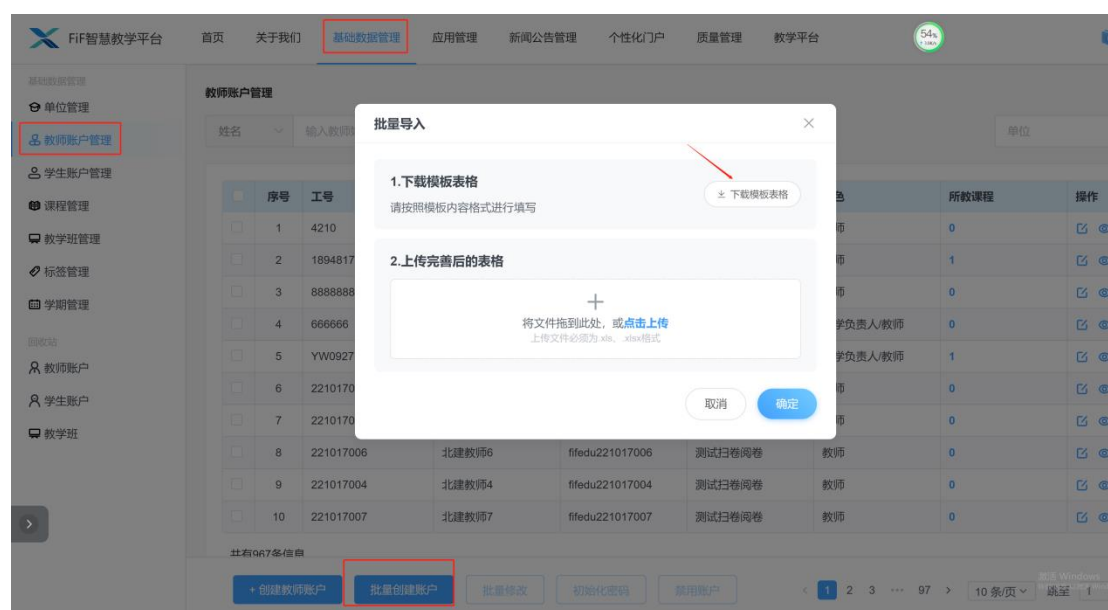 FiF智慧教学平台 首页 关于我们 基础数据管理 应用管理 新闻公告管理 个性化门户 质量管理 教学平台 54%
基础数据管理
单位管理
教师账户管理
学生账户管理
课程管理
教学班管理
标签管理
学期管理
回收站
教师账户
学生账户
教学班
教师账户管理
姓名 输入教师 单位
序号 工号 色 所教课程 操作
1 4210 师 0
2 1894817 师 1
3 8888888 师 0
4 666666 学负责人/教师 0
5 YW0927 学负责人/教师 1
6 2210170 师 0
7 2210170 师 0
8 221017006 北建教师6 fifedu221017006 测试扫卷阅卷 教师 0
9 221017004 北建教师4 fifedu221017004 测试扫卷阅卷 教师 0
10 221017007 北建教师7 fifedu221017007 测试扫卷阅卷 教师 0
共有967条信息
+ 创建教师账户 批量创建账户 批量修改 初始化密码 禁用账户 < 1 2 3 ··· 97 > 10 条/页 跳至 1
激活 Windows
批量导入
1.下载模板表格
下载模板表格
请按照模板内容格式进行填写
2.上传完善后的表格
将文件拖到此处，或点击上传
上传文件必须为.xls、.xlsx格式
取消 确定